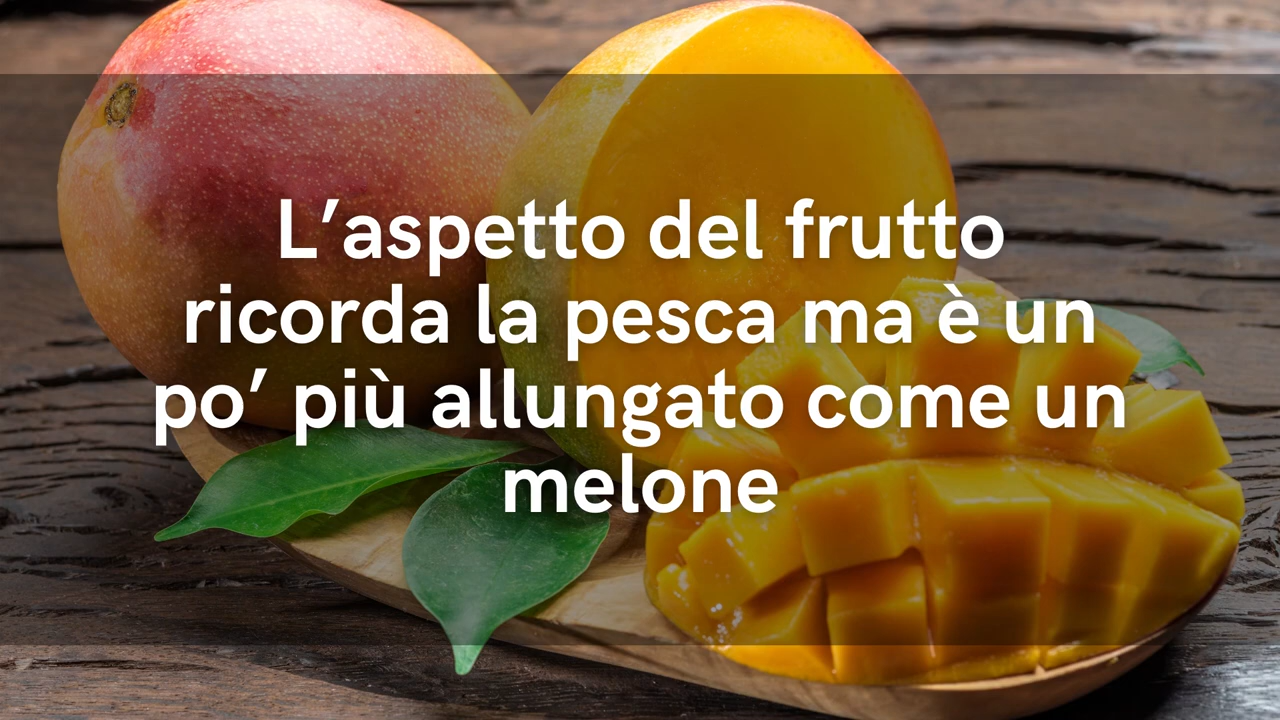 L’aspetto del frutto
ricorda la pesca ma è un
po’ più allungato come un
melone